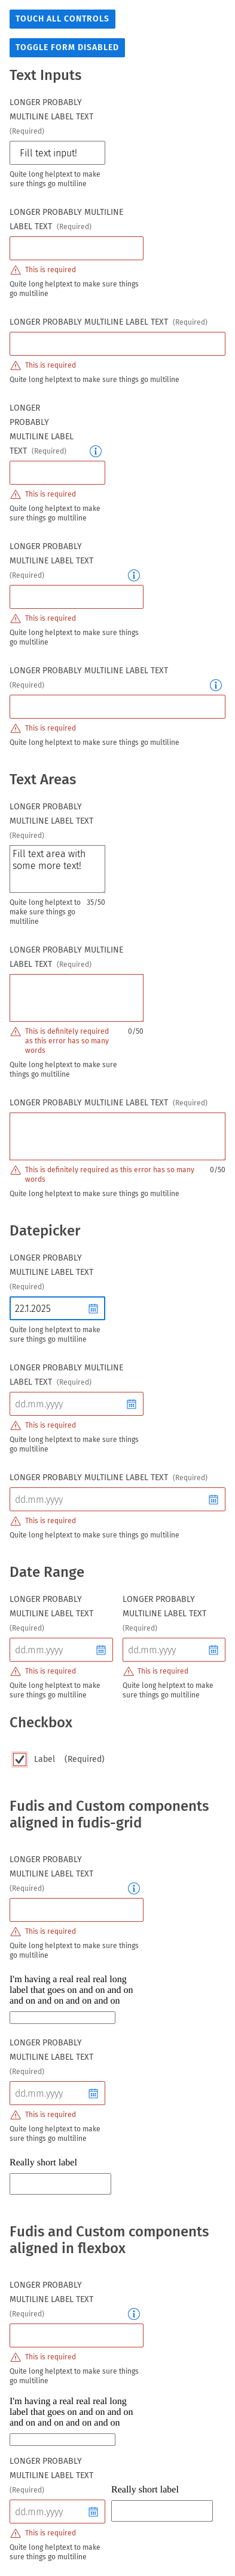 TOUCH ALL CONTROLS
TOGGLE FORM DISABLED
Text Inputs
LONGER PROBABLY
MULTILINE LABEL TEXT
(Required)
Fill text input!
Quite long helptext to make
sure things go multiline
LONGER PROBABLY MULTILINE
LABEL TEXT (Required)
This is required
Quite long helptext to make sure things
go multiline
LONGER PROBABLY MULTILINE LABEL TEXT (Required)
This is required
Quite long helptext to make sure things go multiline
LONGER
PROBABLY
MULTILINE LABEL
TEXT (Required)
This is required
Quite long helptext to make
sure things go multiline
LONGER PROBABLY
MULTILINE LABEL TEXT
(Required)
This is required
Quite long helptext to make sure things
go multiline
LONGER PROBABLY MULTILINE LABEL TEXT
(Required)
This is required
Quite long helptext to make sure things go multiline
Text Areas
LONGER PROBABLY
MULTILINE LABEL TEXT
(Required)
Fill text area with
some more text!
Quite long helptext to 35/50
make sure things go
multiline
LONGER PROBABLY MULTILINE
LABEL TEXT (Required)
This is definitely required 0/50
as this error has so many
words
Quite long helptext to make sure
things go multiline
LONGER PROBABLY MULTILINE LABEL TEXT (Required)
This is definitely required as this error has so many 0/50
words
Quite long helptext to make sure things go multiline
Datepicker
LONGER PROBABLY
MULTILINE LABEL TEXT
(Required)
22.1.2025
Quite long helptext to make
sure things go multiline
LONGER PROBABLY MULTILINE
LABEL TEXT (Required)
dd.mm.yyyy
This is required
Quite long helptext to make sure things
go multiline
LONGER PROBABLY MULTILINE LABEL TEXT (Required)
dd.mm.yyyy
This is required
Quite long helptext to make sure things go multiline
Date Range
LONGER PROBABLY LONGER PROBABLY
MULTILINE LABEL TEXT MULTILINE LABEL TEXT
(Required) (Required)
dd.mm.yyyy dd.mm.yyyy
This is required This is required
Quite long helptext to make Quite long helptext to make
sure things go multiline sure things go multiline
Checkbox
Label (Required)
Fudis and Custom components
aligned in fudis-grid
LONGER PROBABLY
MULTILINE LABEL TEXT
(Required)
This is required
Quite long helptext to make sure things
go multiline
I'm having a real real real long
label that goes on and on and on
and on and on and on and on
LONGER PROBABLY
MULTILINE LABEL TEXT
(Required)
dd.mm.yyyy
This is required
Quite long helptext to make
sure things go multiline
Really short label
Fudis and Custom components
aligned in flexbox
LONGER PROBABLY
MULTILINE LABEL TEXT
(Required)
This is required
Quite long helptext to make sure things
go multiline
I'm having a real real real long
label that goes on and on and on
and on and on and on and on
LONGER PROBABLY
MULTILINE LABEL TEXT
(Required) Really short label
dd.mm.yyyy
This is required
Quite long helptext to make
sure things go multiline